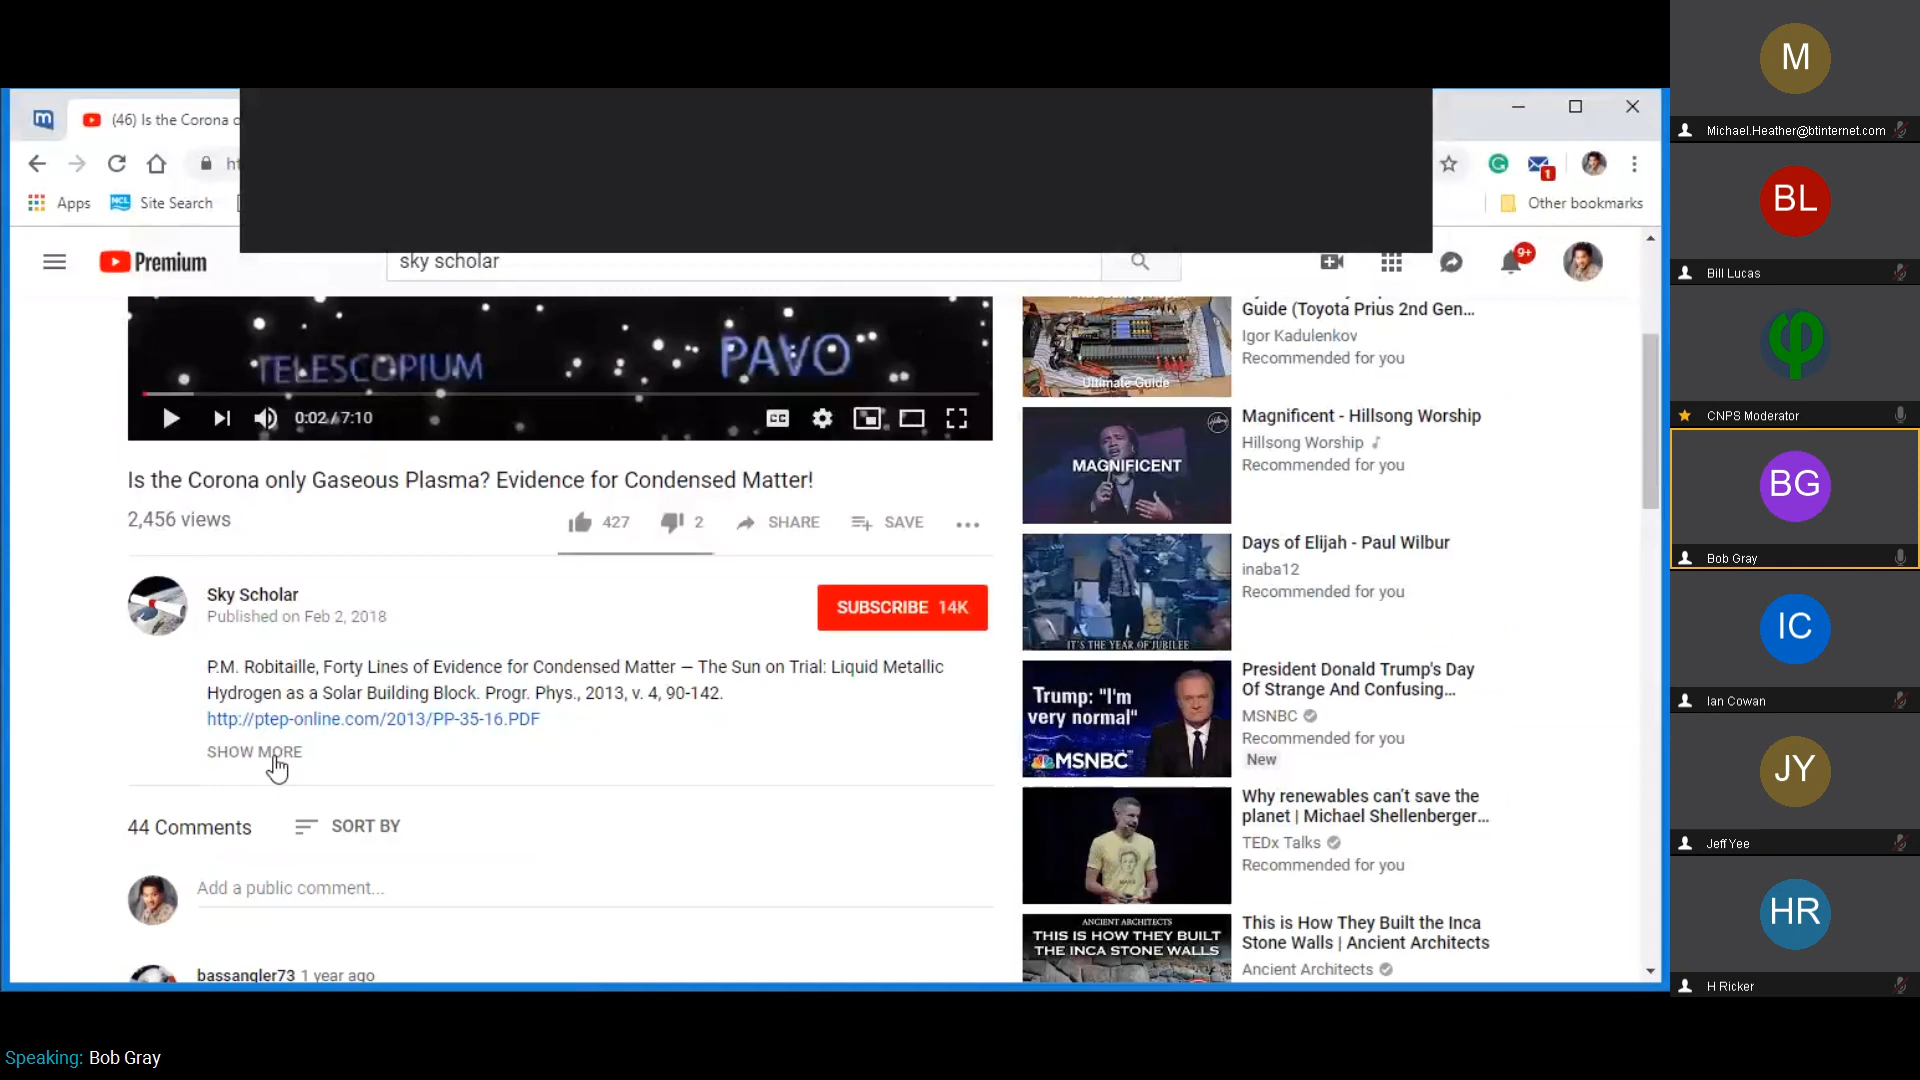 (46) Is the Corona
Apps
NCL
Site Search
Other bookmarks
1
Premium
sky scholar
9+
TELESCOPIUM
PAVO
0:02 / 7:10
CC
Is the Corona only Gaseous Plasma? Evidence for Condensed Matter!
2,456 views
427
2
SHARE
SAVE
Sky Scholar
Published on Feb 2, 2018
SUBSCRIBE 14K
P.M. Robitaille, Forty Lines of Evidence for Condensed Matter — The Sun on Trial: Liquid Metallic
Hydrogen as a Solar Building Block. Progr. Phys., 2013, v. 4, 90-142.
http://ptep-online.com/2013/PP-35-16.PDF
SHOW MORE
44 Comments
SORT BY
Add a public comment...
bassangler73 1 year ago
Ultimate Guide
Guide (Toyota Prius 2nd Gen...
Igor Kadulenkov
Recommended for you
MAGNIFICENT
Magnificent - Hillsong Worship
Hillsong Worship
Recommended for you
IT'S THE YEAR OF JUBILEE
Days of Elijah - Paul Wilbur
inaba12
Recommended for you
Trump: "I'm
very normal"
MSNBC
President Donald Trump's Day
Of Strange And Confusing...
MSNBC
Recommended for you
New
Why renewables can't save the
planet | Michael Shellenberger...
TEDx Talks
Recommended for you
ANCIENT ARCHITECTS
THIS IS HOW THEY BUILT
THE INCA STONE WALLS
This is How They Built the Inca
Stone Walls | Ancient Architects
Ancient Architects
M
Michael.Heather@btinternet.com
BL
Bill Lucas
CNPS Moderator
BG
Bob Gray
IC
Ian Cowan
JY
Jeff Yee
HR
H Ricker
Speaking: Bob Gray